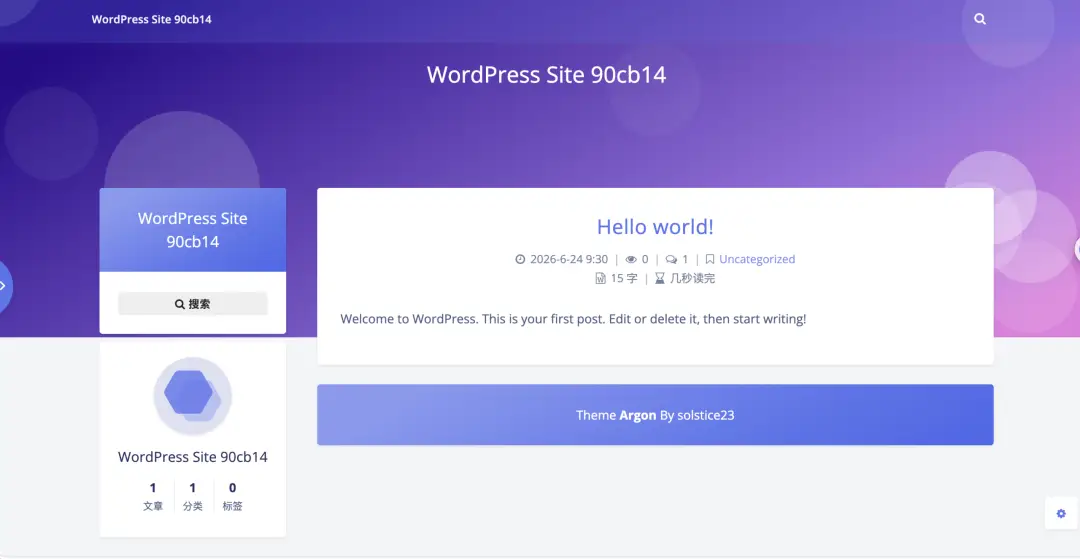 WordPress Site 90cb14
WordPress Site 90cb14
WordPress Site
90cb14
搜索
WordPress Site 90cb14
1 1 0
文章 分类 标签
Hello world!
2026-6-24 9:30 | 0 | 1 | Uncategorized
15 字 | 几秒读完
Welcome to WordPress. This is your first post. Edit or delete it, then start writing!
Theme Argon By solstice23